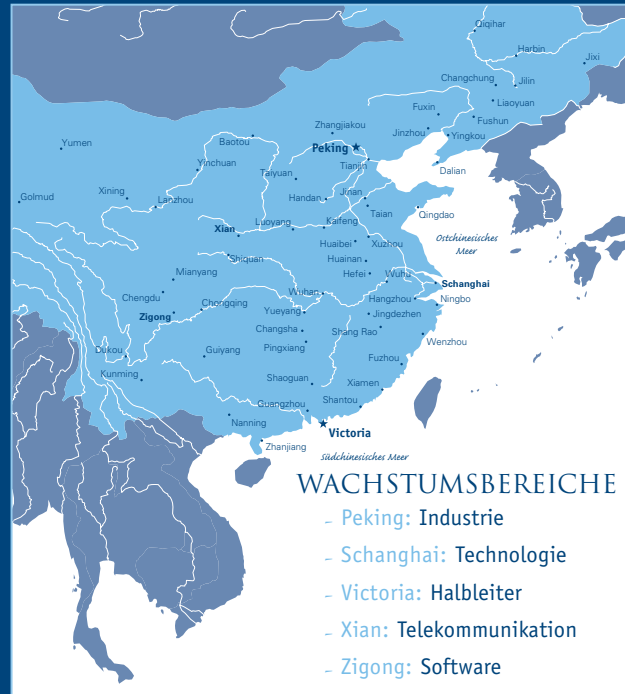 Qiqihar
Harbin
Jixi
Changchung
Jilin
Liaoyuan
Fuxin
Fushun
Zhangjiakou
Jinzhou
Yingkou
Baotou
Yumen
Peking
Tianjin
Yinchuan
Taiyuan
Dalian
Xining
Golmud
Lanzhou
Handan
Jinan
Taian
Qingdao
Xian
Luoyang
Kaifeng
Ostchinesisches
Meer
Huaibei
Xuzhou
Shiquan
Huainan
Mianyang
Hefei
Wuhu
Schanghai
Chengdu
Chongqing
Wuhan
Hangzhou
Ningbo
Zigong
Yueyang
Jingdezhen
Changsha
Shang Rao
Wenzhou
Dukou
Guiyang
Pingxiang
Fuzhou
Kunming
Shaoguan
Xiamen
Guangzhou
Shantou
Nanning
Victoria
Zhanjiang
Südchinesisches Meer
WACHSTUMSBEREICHE
- Peking: Industrie
- Schanghai: Technologie
- Victoria: Halbleiter
- Xian: Telekommunikation
- Zigong: Software